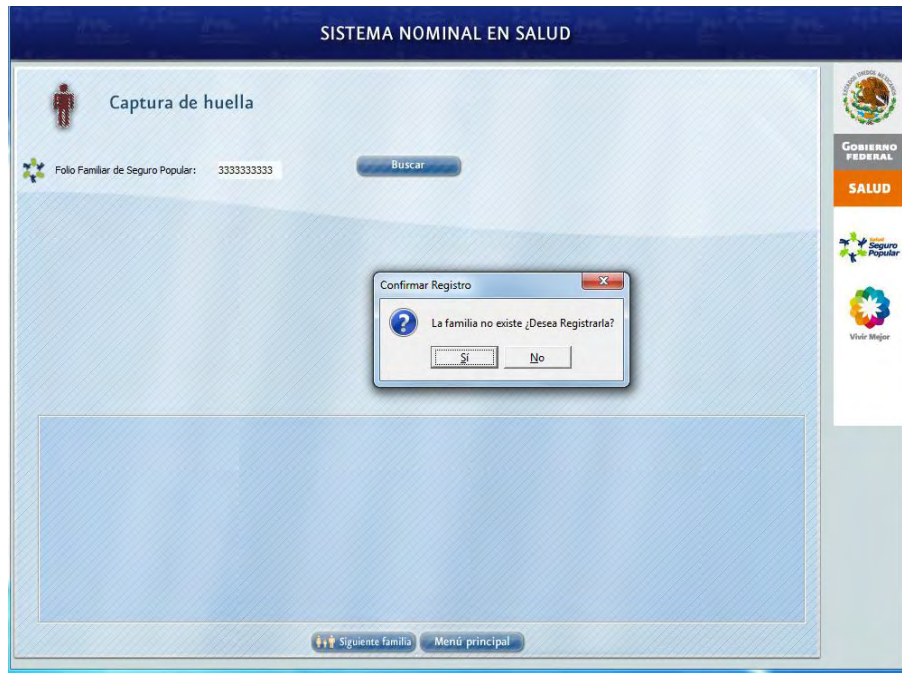 SISTEMA NOMINAL EN SALUD
Captura de huella
Folio Familiar de Seguro Popular: 3333333333
Buscar
GOBIERNO
FEDERAL
SALUD
Salud
Seguro
Popular
Vivir Mejor
Confirmar Registro
La familia no existe ¿Desea Registrarla?
Sí
No
Siguiente familia
Menú principal